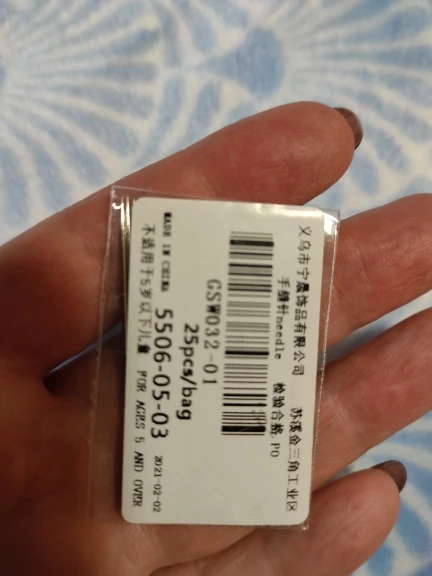 义乌市宁晟饰品有限公司 苏溪金三角工业区
手缝针needle 检验合格 PO
GSW032-01
25pcs/bag
5506-05-03
MADE IN CHINA 2021-02-02
不适用于5岁以下儿童 FOR AGES 5 AND OVER